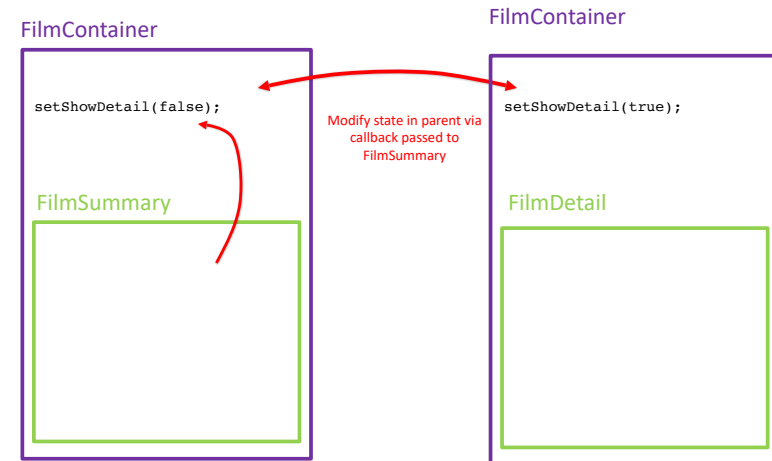 FilmContainer
FilmContainer
setShowDetail(false);
Modify state in parent via
callback passed to
FilmSummary
setShowDetail(true);
FilmSummary
FilmDetail